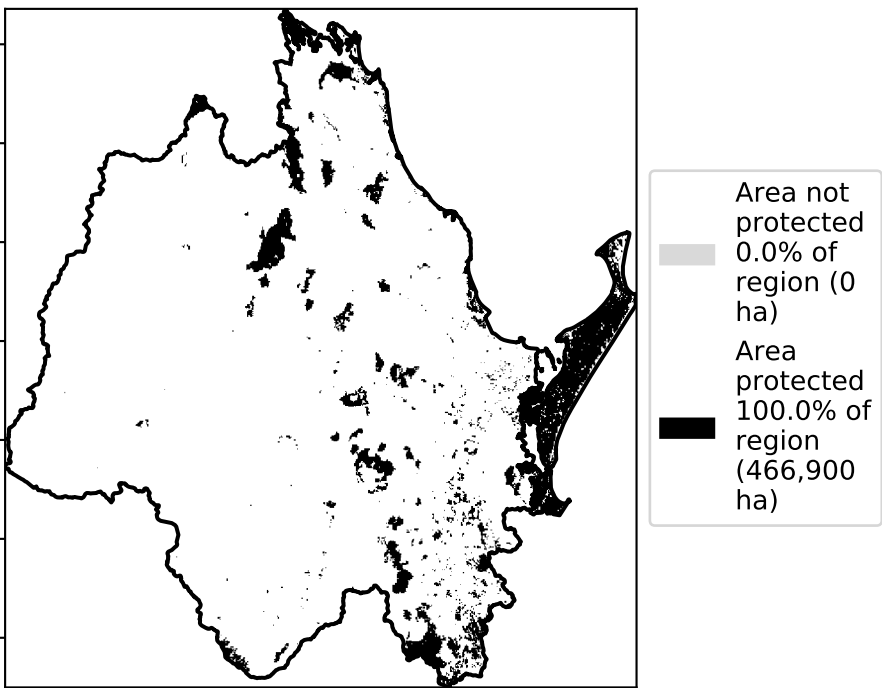 Area not
protected
0.0% of
region (0
ha)
Area
protected
100.0% of
region
(466,900
ha)